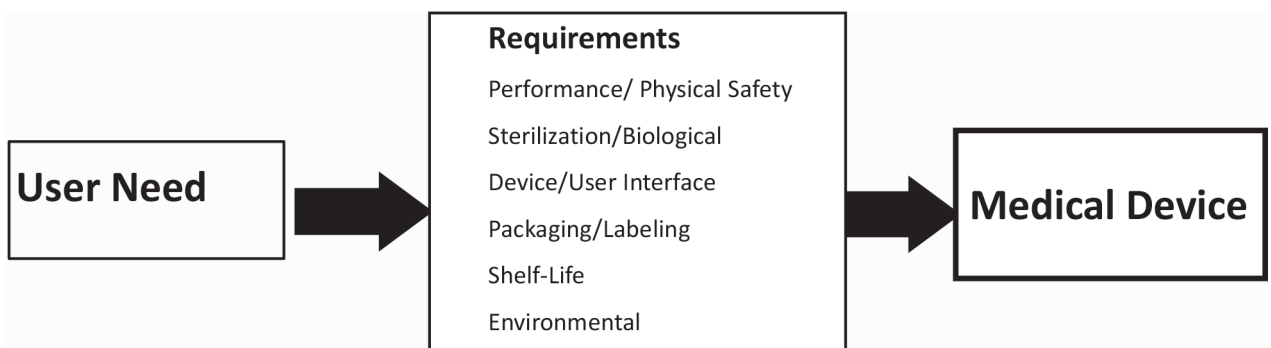 User Need
Requirements
Performance/ Physical Safety
Sterilization/Biological
Device/User Interface
Packaging/Labeling
Shelf-Life
Environmental
Medical Device